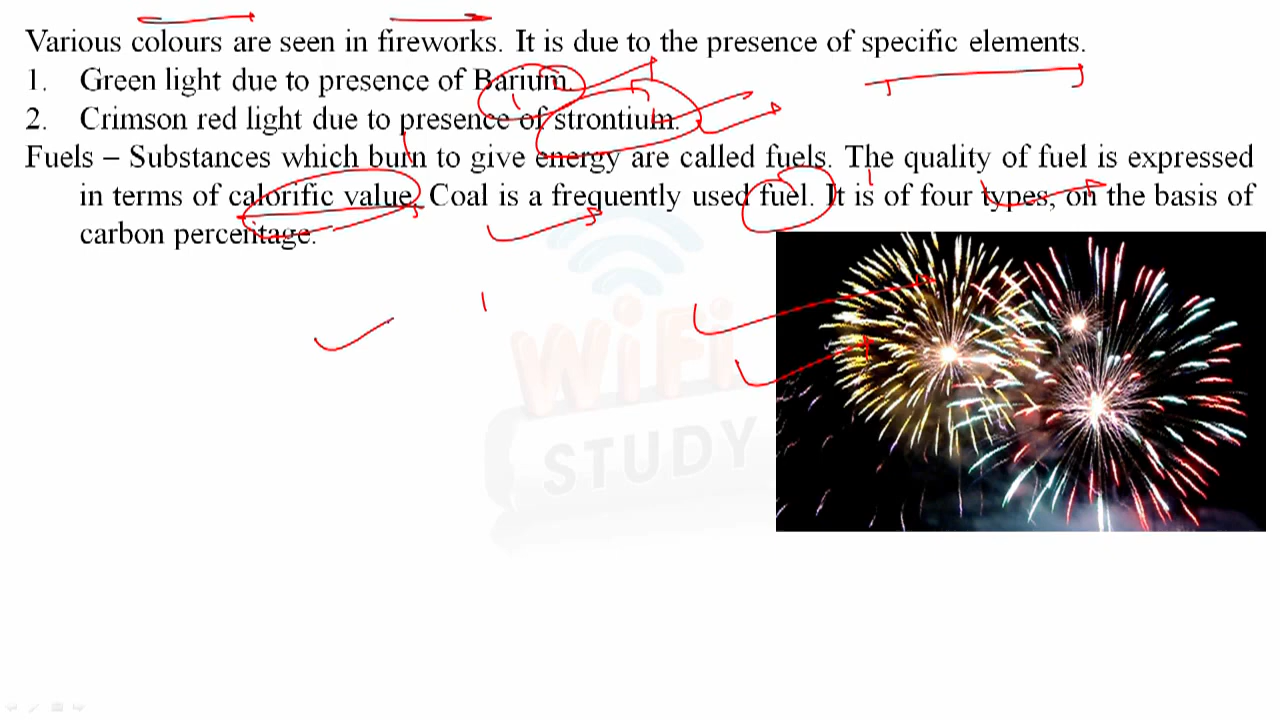 Various colours are seen in fireworks. It is due to the presence of specific elements.
1. Green light due to presence of Barium.
2. Crimson red light due to presence of strontium.
Fuels – Substances which burn to give energy are called fuels. The quality of fuel is expressed
in terms of calorific value. Coal is a frequently used fuel. It is of four types, on the basis of
carbon percentage.
WiFi
STUDY